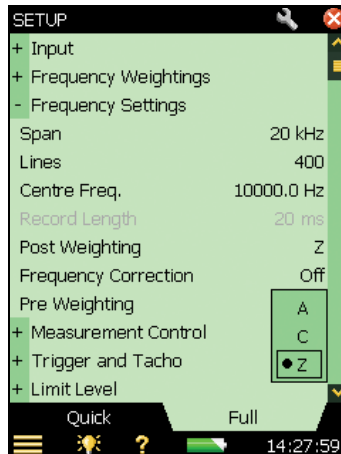 SETUP
+ Input
+ Frequency Weightings
- Frequency Settings
Span 20 kHz
Lines 400
Centre Freq. 10000.0 Hz
Record Length 20 ms
Post Weighting Z
Frequency Correction Off
Pre Weighting A
C
+ Measurement Control
+ Trigger and Tacho ● Z
+ Limit Level
Quick Full
? 14:27:59